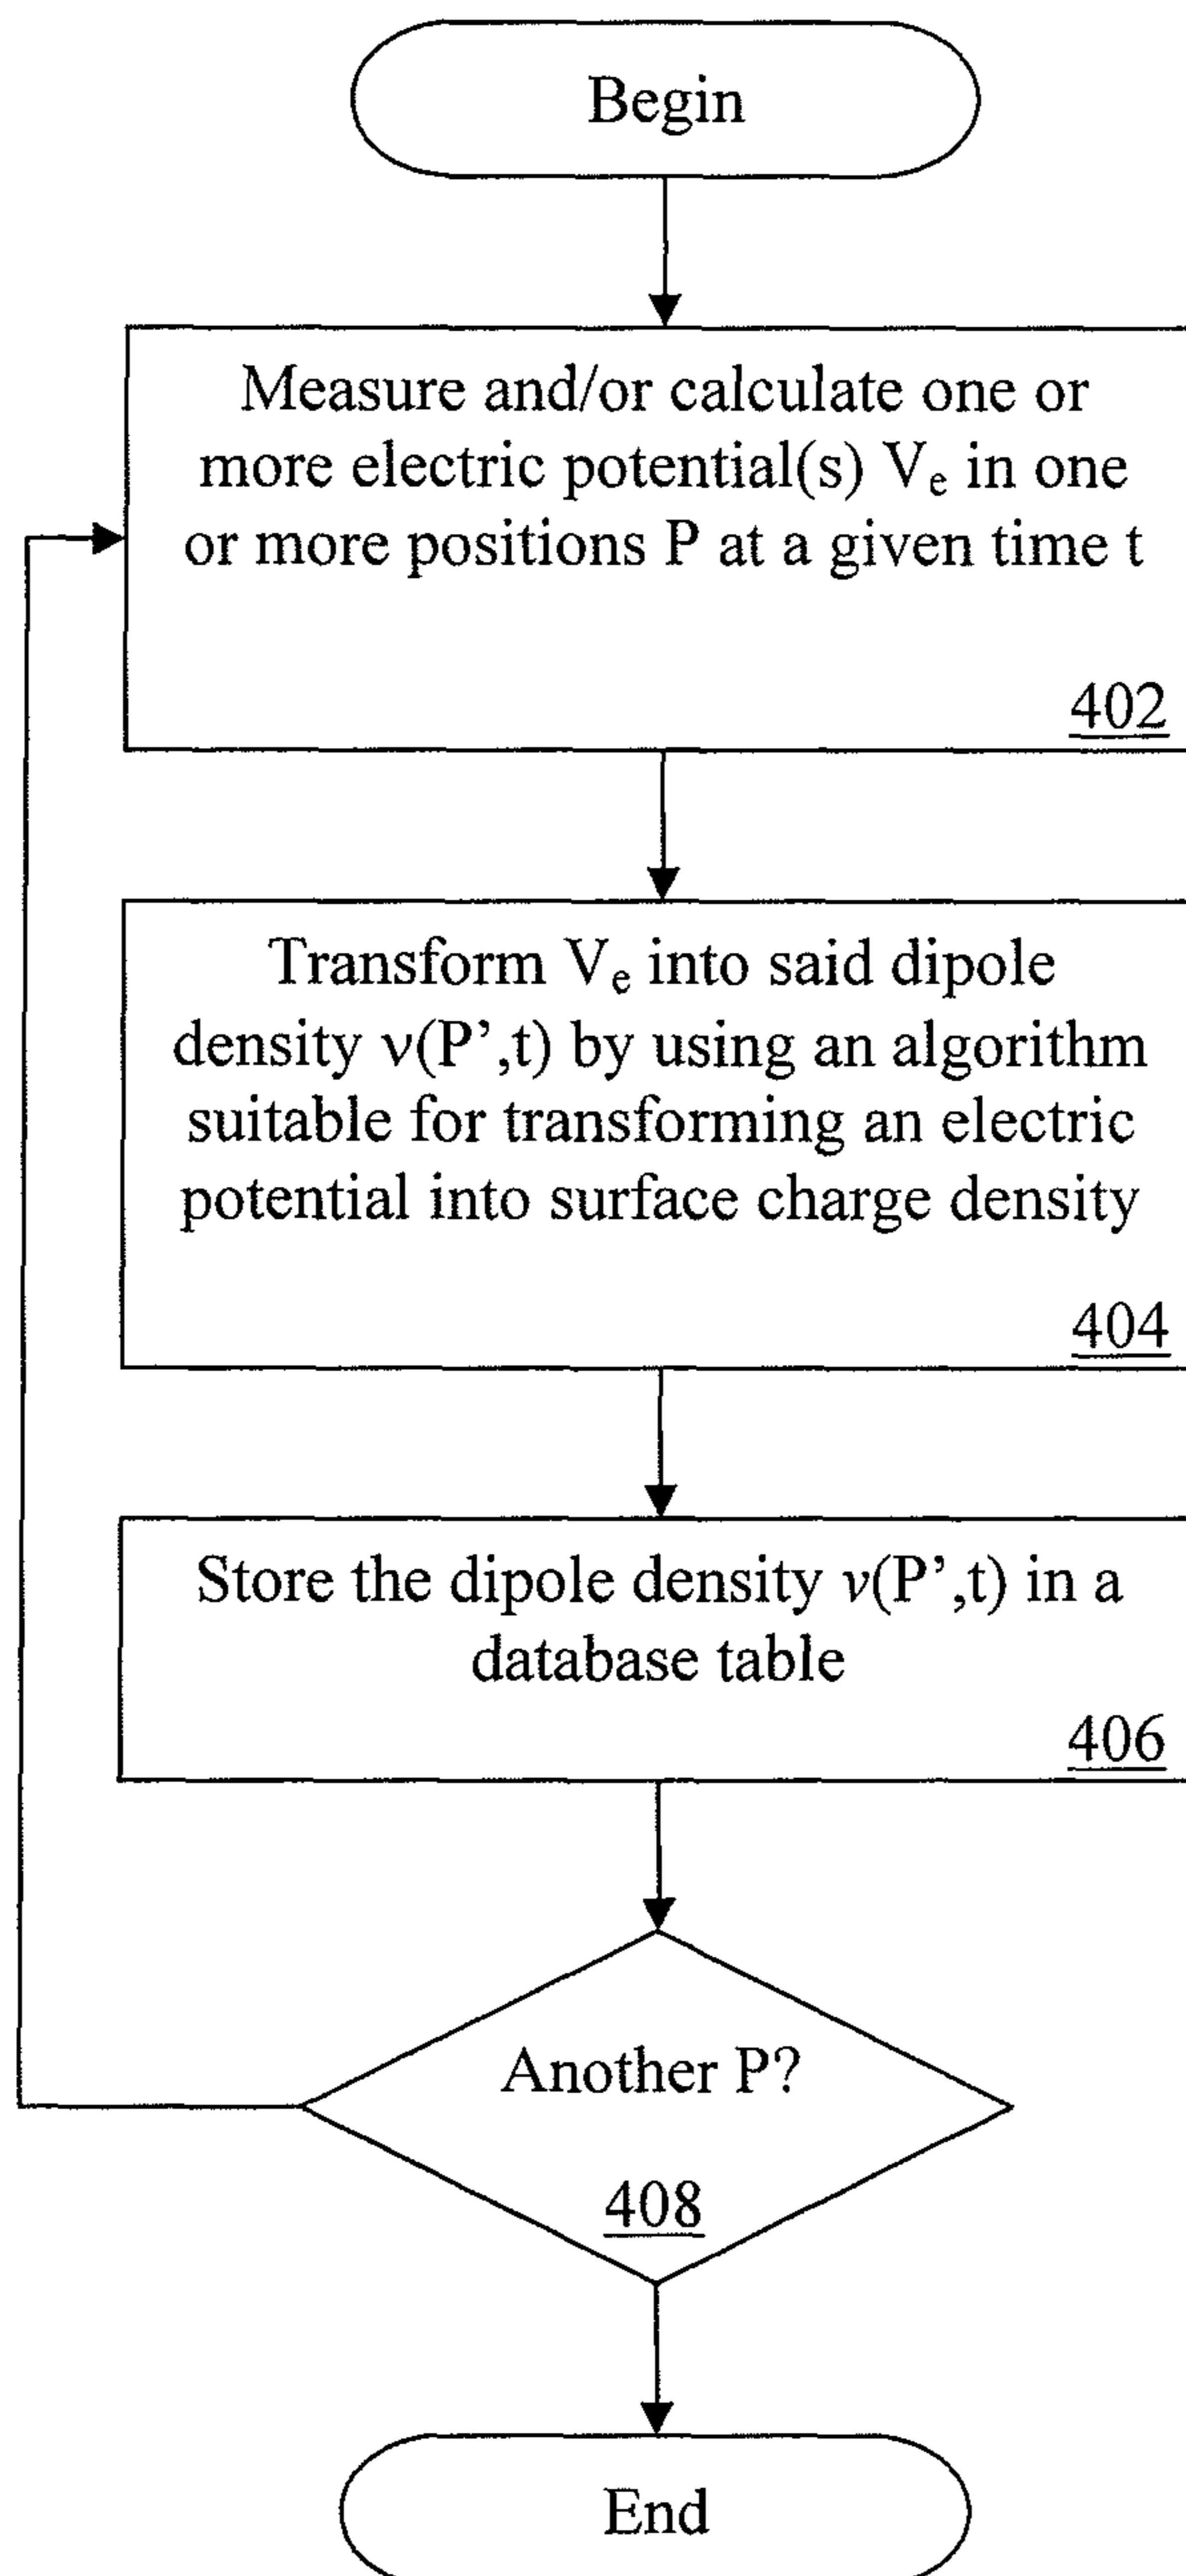 Begin
Measure and/or calculate one or
more electric potential(s) Vₑ in one
or more positions P at a given time t
402
Transform Vₑ into said dipole
density ν(P’,t) by using an algorithm
suitable for transforming an electric
potential into surface charge density
404
Store the dipole density ν(P’,t) in a
database table
406
Another P?
408
End